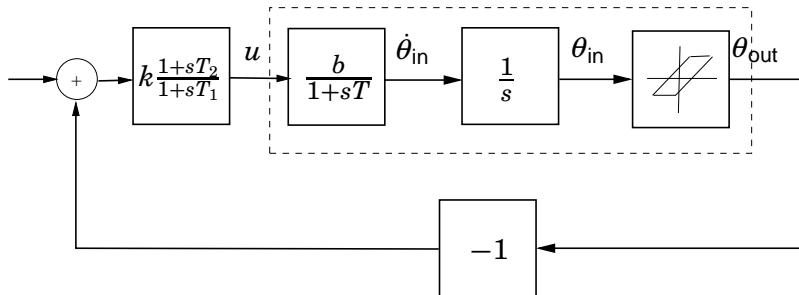 +
k 1+sT₂ / 1+sT₁
u
b / 1+sT
θ̇in
1 / s
θin
θout
−1